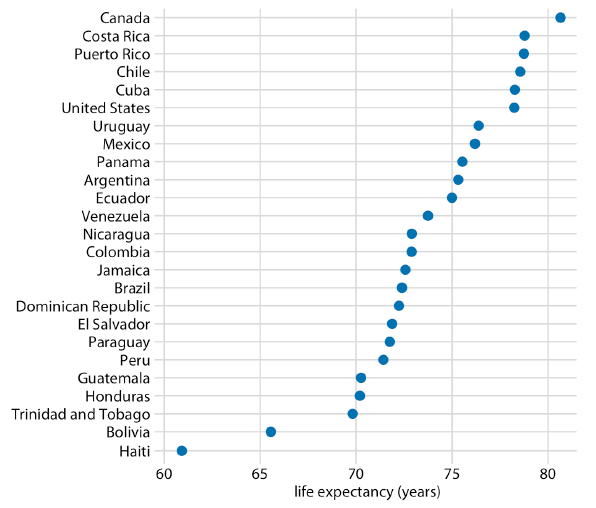 Canada
Costa Rica
Puerto Rico
Chile
Cuba
United States
Uruguay
Mexico
Panama
Argentina
Ecuador
Venezuela
Nicaragua
Colombia
Jamaica
Brazil
Dominican Republic
El Salvador
Paraguay
Peru
Guatemala
Honduras
Trinidad and Tobago
Bolivia
Haiti
60 65 70 75 80
life expectancy (years)